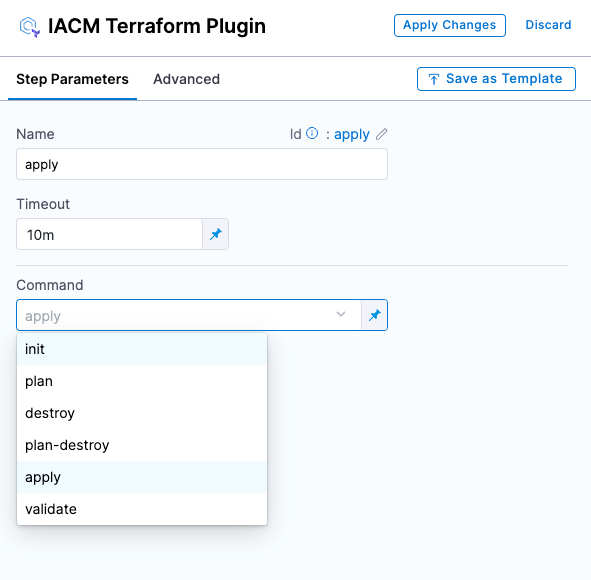 IACM Terraform Plugin
Apply Changes
Discard
Step Parameters
Advanced
Save as Template
Name
Id : apply
apply
Timeout
10m
Command
apply
init
plan
destroy
plan-destroy
apply
validate